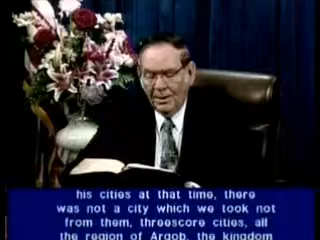 his cities at that time, there
was not a city which we took not
from them, threescore cities, all
the region of Argob, the kingdom